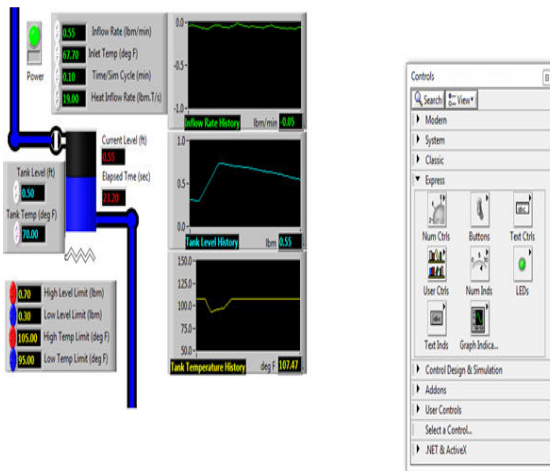 Power
0.55 Inflow Rate (lbm/min)
67.70 Inlet Temp (deg F)
0.10 Time/Sim Cycle (min)
19.00 Heat Inflow Rate (lbm.T/s)
0.0-
-0.5-
-1.0-
Inflow Rate History lbm/min -0.05
Current Level (ft)
0.55
Elapsed Tme (sec)
23.20
Tank Level (ft)
0.50
Tank Temp (deg F)
70.00
1.0-
0.5-
0.0-
Tank Level History lbm 0.55
0.70 High Level Limit (lbm)
0.30 Low Level Limit (lbm)
105.00 High Temp Limit (deg F)
95.00 Low Temp Limit (deg F)
150.0-
125.0-
100.0-
75.0-
50.0-
Tank Temperature History deg F 107.47
Controls
Search View
Modern
System
Classic
Express
Num Ctrls Buttons Text Ctrls
User Ctrls Num Inds LEDs
Text Inds Graph Indica...
Control Design & Simulation
Addons
User Controls
Select a Control...
.NET & ActiveX